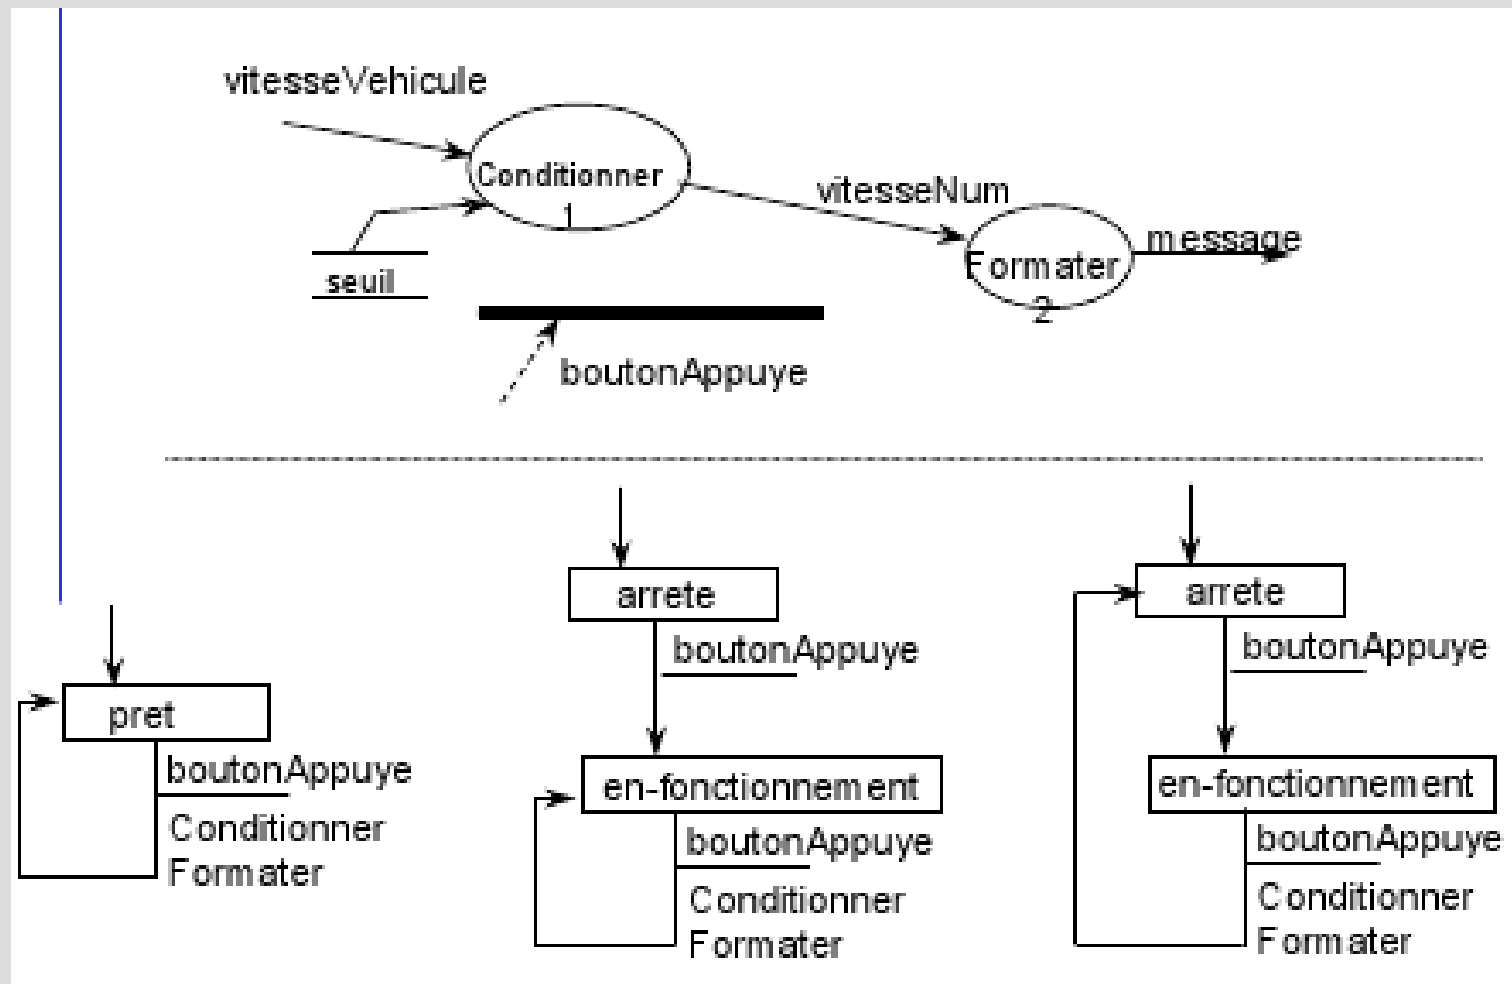 vitesseVehicule
Conditionner
1
vitesseNum
Formater
2
message
seuil
boutonAppuye
pret
boutonAppuye
Conditionner
Formater
arrete
boutonAppuye
en-fonctionnement
boutonAppuye
Conditionner
Formater
arrete
boutonAppuye
en-fonctionnement
boutonAppuye
Conditionner
Formater